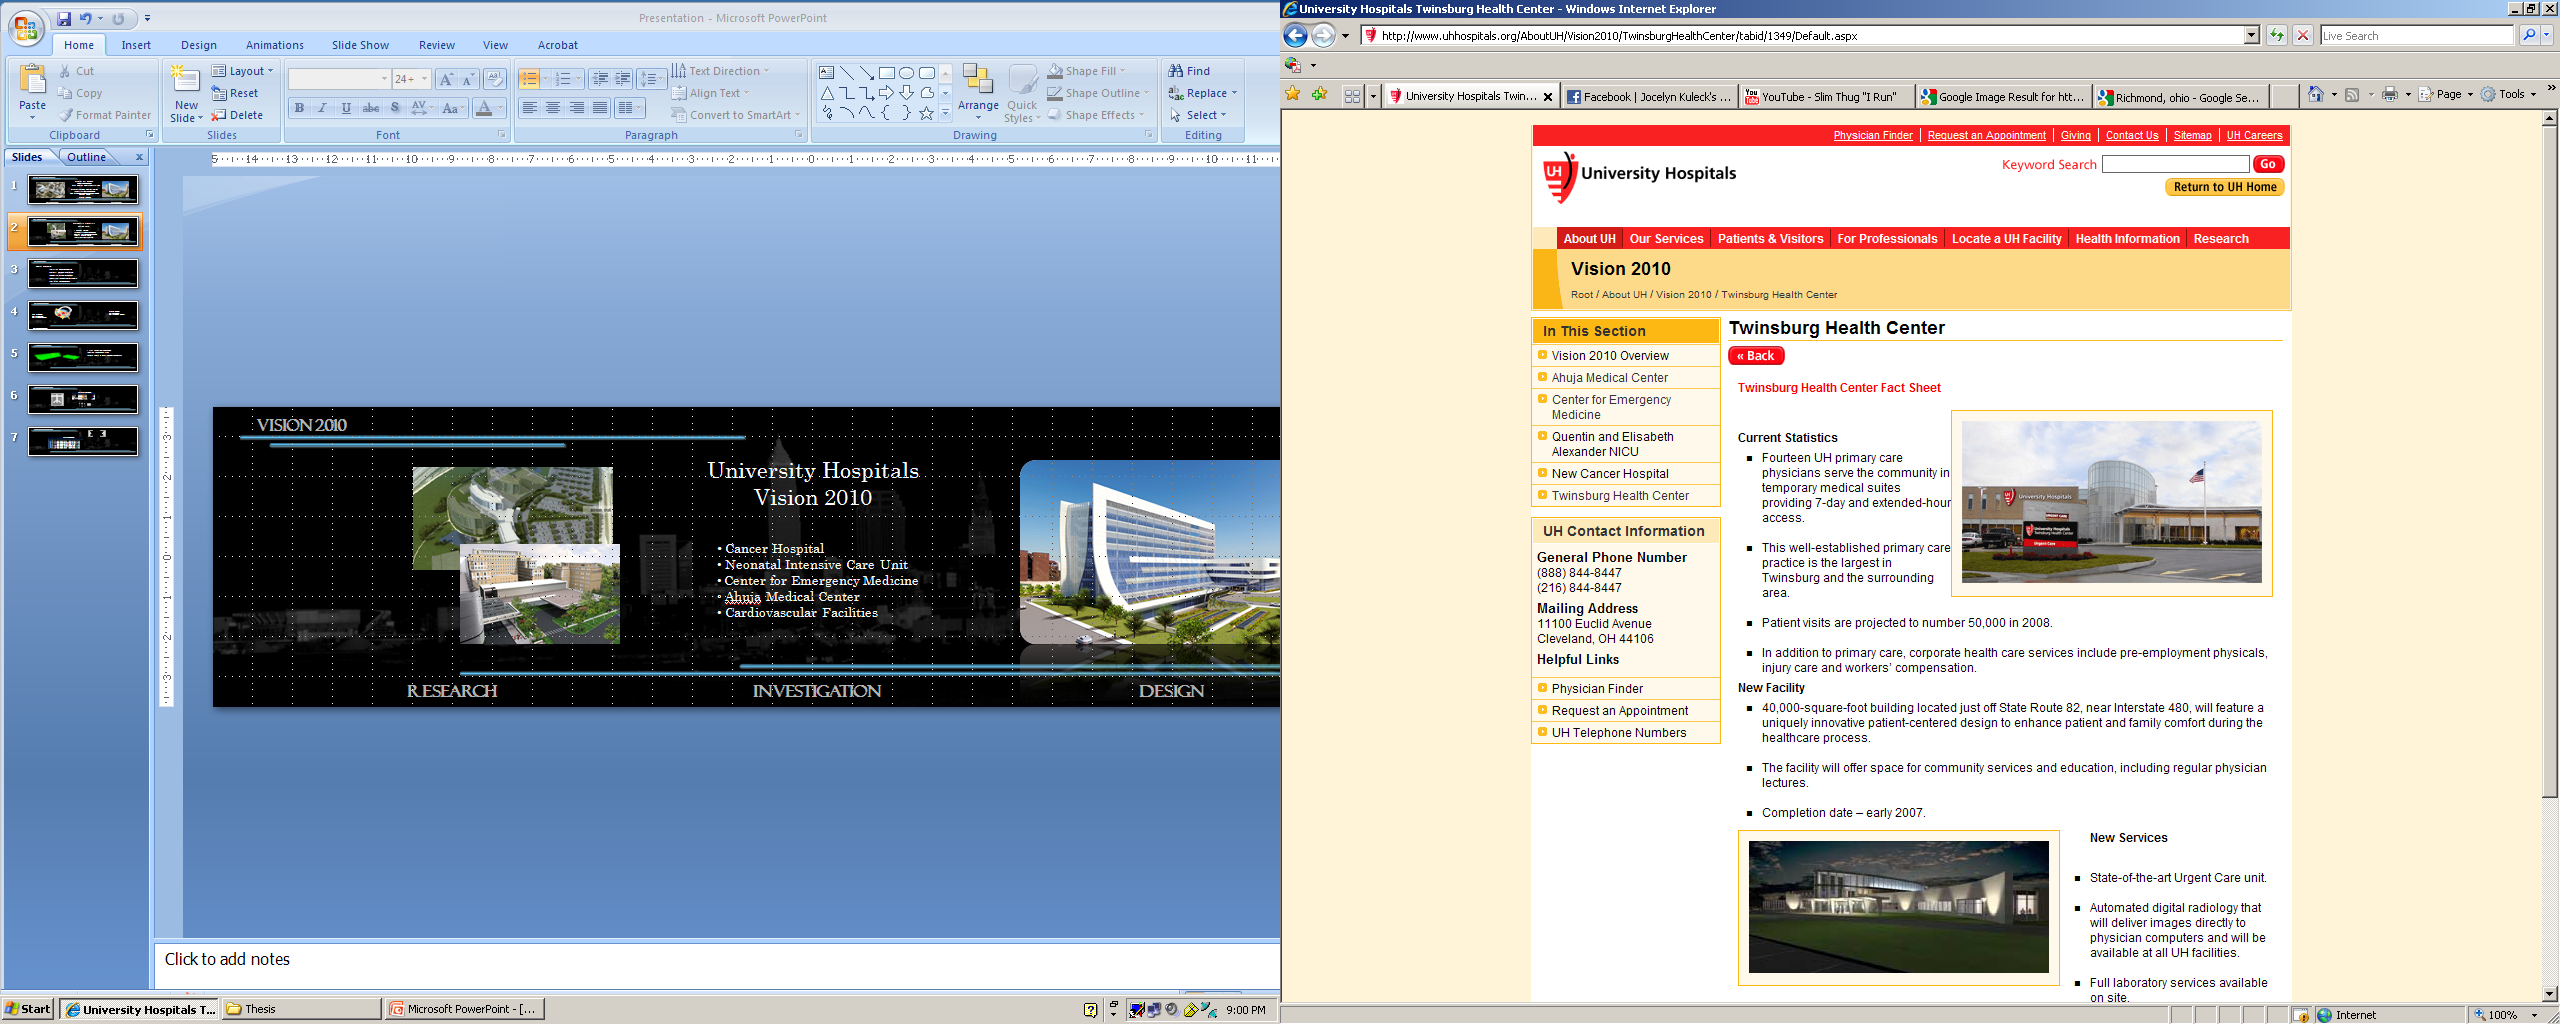 Presentation - Microsoft PowerPoint
Home Insert Design Animations Slide Show Review View Acrobat
Paste
Cut
Copy
Format Painter
Clipboard
New Slide
Layout
Reset
Delete
Slides
24+
B I U abc S AV Aa A
Font
Text Direction
Align Text
Convert to SmartArt
Paragraph
Arrange
Quick Styles
Shape Fill
Shape Outline
Shape Effects
Drawing
Find
Replace
Select
Editing
Slides Outline
1
2
3
4
5
6
7
VISION 2010
University Hospitals
Vision 2010
• Cancer Hospital
• Neonatal Intensive Care Unit
• Center for Emergency Medicine
• Ahuja Medical Center
• Cardiovascular Facilities
RESEARCH INVESTIGATION DESIGN
Click to add notes
Start
University Hospitals T...
Thesis
Microsoft PowerPoint - [...
9:00 PM
University Hospitals Twinsburg Health Center - Windows Internet Explorer
http://www.uhhospitals.org/AboutUH/Vision2010/TwinsburgHealthCenter/tabid/1349/Default.aspx
Live Search
University Hospitals Twin...
Facebook | Jocelyn Kuleck's ...
YouTube - Slim Thug "I Run"
Google Image Result for htt...
Richmond, ohio - Google Se...
Page
Tools
Physician Finder | Request an Appointment | Giving | Contact Us | Sitemap | UH Careers
UH
University Hospitals
Keyword Search
Go
Return to UH Home
About UH Our Services Patients & Visitors For Professionals Locate a UH Facility Health Information Research
Vision 2010
Root / About UH / Vision 2010 / Twinsburg Health Center
In This Section
Vision 2010 Overview
Ahuja Medical Center
Center for Emergency
Medicine
Quentin and Elisabeth
Alexander NICU
New Cancer Hospital
Twinsburg Health Center
UH Contact Information
General Phone Number
(888) 844-8447
(216) 844-8447
Mailing Address
11100 Euclid Avenue
Cleveland, OH 44106
Helpful Links
Physician Finder
Request an Appointment
UH Telephone Numbers
Twinsburg Health Center
« Back
Twinsburg Health Center Fact Sheet
Current Statistics
Fourteen UH primary care
physicians serve the community in
temporary medical suites
providing 7-day and extended-hour
access.
This well-established primary care
practice is the largest in
Twinsburg and the surrounding
area.
University Hospitals
Patient visits are projected to number 50,000 in 2008.
In addition to primary care, corporate health care services include pre-employment physicals,
injury care and workers' compensation.
New Facility
40,000-square-foot building located just off State Route 82, near Interstate 480, will feature a
uniquely innovative patient-centered design to enhance patient and family comfort during the
healthcare process.
The facility will offer space for community services and education, including regular physician
lectures.
Completion date – early 2007.
New Services
State-of-the-art Urgent Care unit.
Automated digital radiology that
will deliver images directly to
physician computers and will be
available at all UH facilities.
Full laboratory services available
on site.
Internet
100%